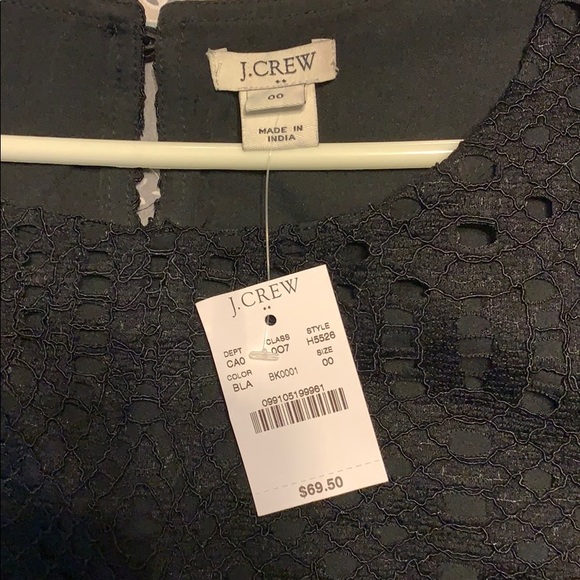 J.CREW
00
MADE IN
INDIA
J.CREW
DEPT CLASS STYLE
CA0 007 H5526
COLOR SIZE
BLA BK0001 00
099105199961
$69.50